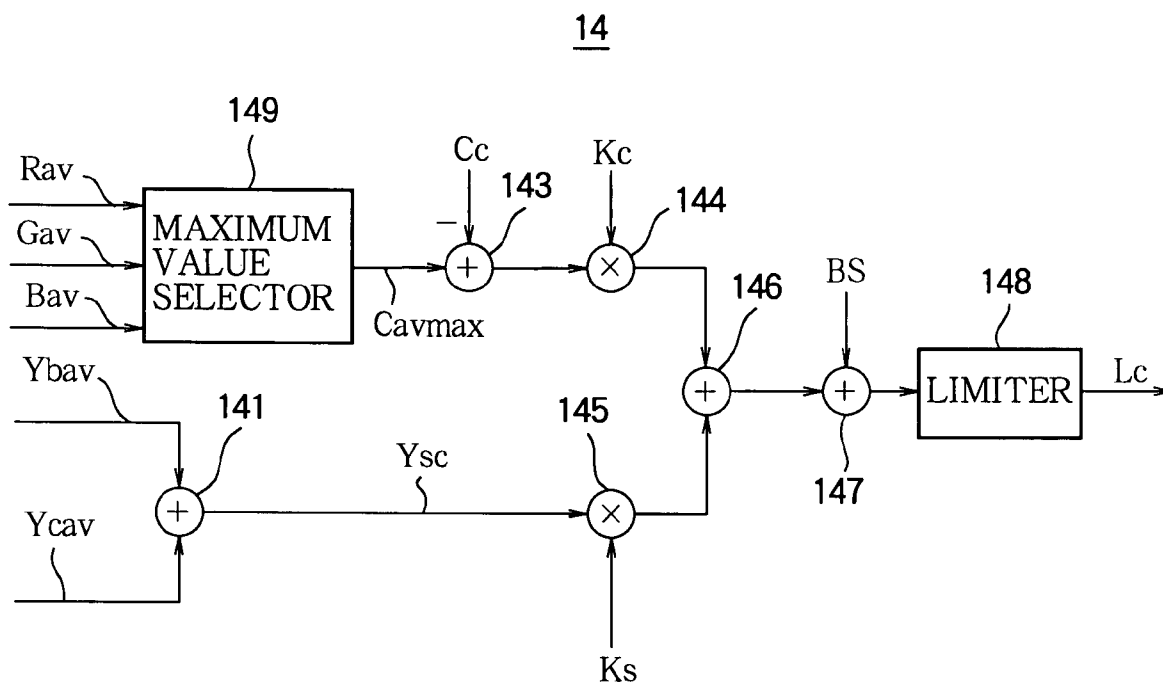 14
149
Rav
Gav
Bav
MAXIMUM
VALUE
SELECTOR
Cavmax
Cc
−
+
143
Kc
×
144
146
+
BS
+
147
148
LIMITER
Lc
Ybav
141
+
Ycav
Ysc
145
×
Ks